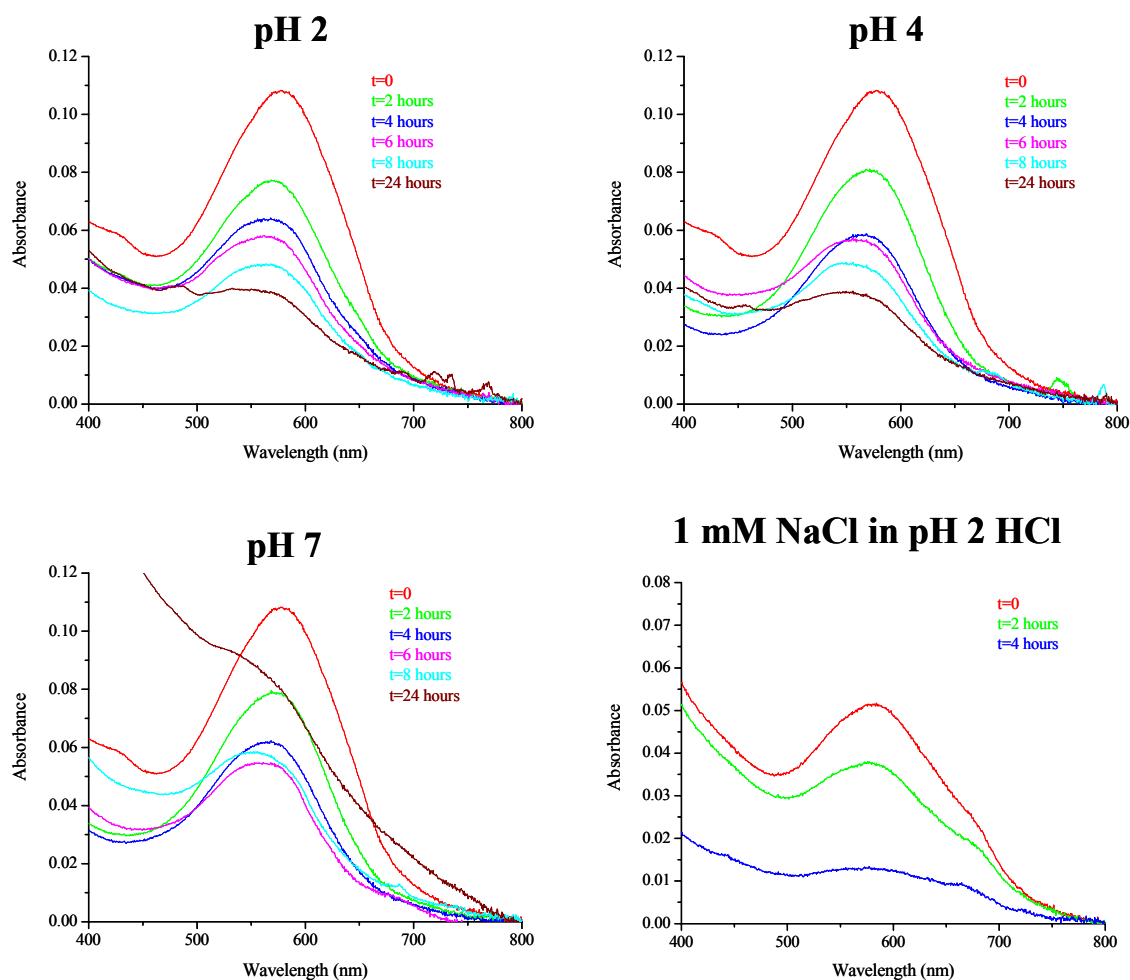 pH 2
0.12
0.10
0.08
0.06
0.04
0.02
0.00
Absorbance
t=0
t=2 hours
t=4 hours
t=6 hours
t=8 hours
t=24 hours
400
500
600
700
800
Wavelength (nm)
pH 4
0.12
0.10
0.08
0.06
0.04
0.02
0.00
Absorbance
t=0
t=2 hours
t=4 hours
t=6 hours
t=8 hours
t=24 hours
400
500
600
700
800
Wavelength (nm)
pH 7
0.12
0.10
0.08
0.06
0.04
0.02
0.00
Absorbance
t=0
t=2 hours
t=4 hours
t=6 hours
t=8 hours
t=24 hours
400
500
600
700
800
Wavelength (nm)
1 mM NaCl in pH 2 HCl
0.08
0.07
0.06
0.05
0.04
0.03
0.02
0.01
0.00
Absorbance
t=0
t=2 hours
t=4 hours
400
500
600
700
800
Wavelength (nm)